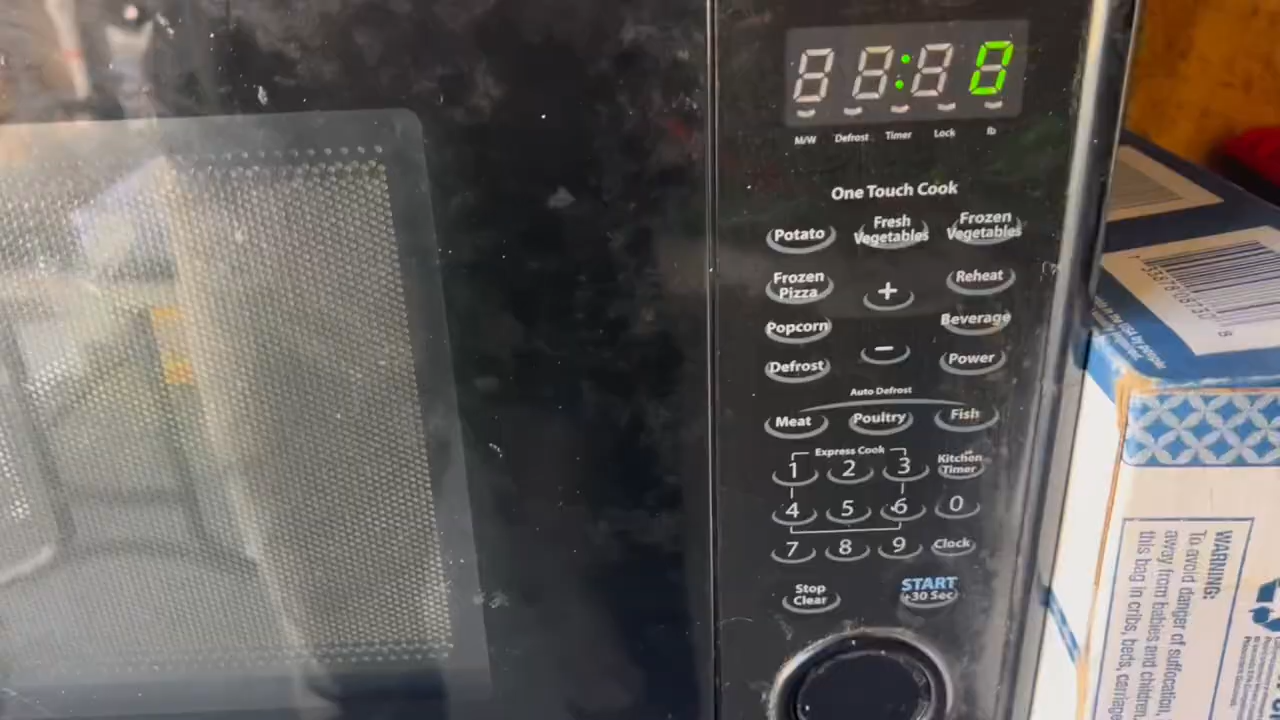 :0
M/W Defrost Timer Lock lb
One Touch Cook
Potato
Fresh
Vegetables
Frozen
Vegetables
Frozen
Pizza
+
Reheat
Popcorn
Beverage
−
Defrost
Power
Auto Defrost
Meat Poultry Fish
Express Cook
1 2 3
Kitchen
Timer
4 5 6 0
7 8 9 Clock
Stop
Clear
START
+30 Sec
WARNING:
To avoid danger of suffocation,
away from babies and children.
this bag in cribs, beds, carriage